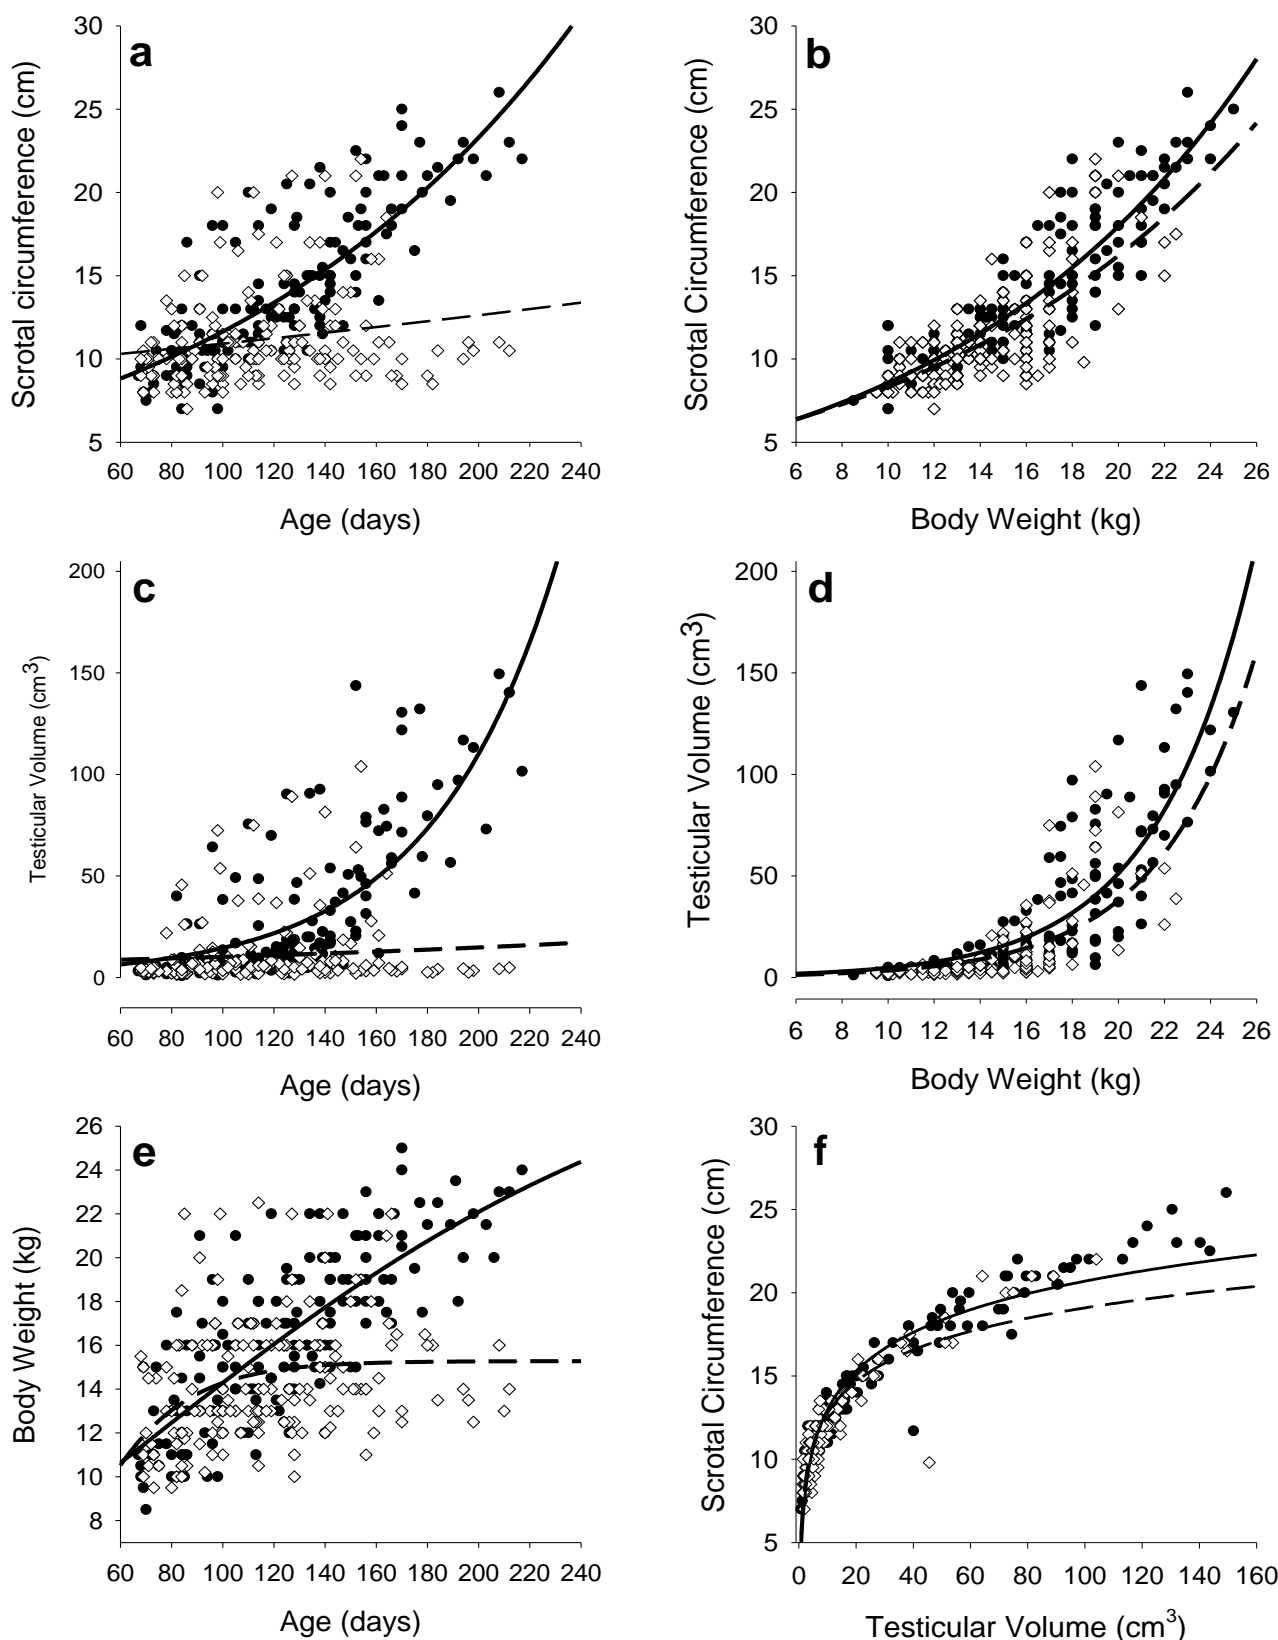 a
Scrotal circumference (cm)
30
25
20
15
10
5
60 80 100 120 140 160 180 200 220 240
Age (days)
b
Scrotal Circumference (cm)
30
25
20
15
10
5
6 8 10 12 14 16 18 20 22 24 26
Body Weight (kg)
c
Testicular Volume (cm3)
200
150
100
50
0
60 80 100 120 140 160 180 200 220 240
Age (days)
d
Testicular Volume (cm3)
200
150
100
50
0
6 8 10 12 14 16 18 20 22 24 26
Body Weight (kg)
e
Body Weight (kg)
26
24
22
20
18
16
14
12
10
8
60 80 100 120 140 160 180 200 220 240
Age (days)
f
Scrotal Circumference (cm)
30
25
20
15
10
5
0 20 40 60 80 100 120 140 160
Testicular Volume (cm3)